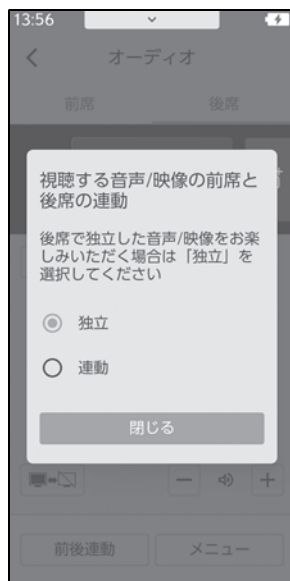 13:56
オーディオ
前席
後席
視聴する音声/映像の前席と
後席の連動
後席で独立した音声/映像をお楽
しみいただく場合は「独立」を
選択してください
独立
連動
閉じる
前後連動
メニュー